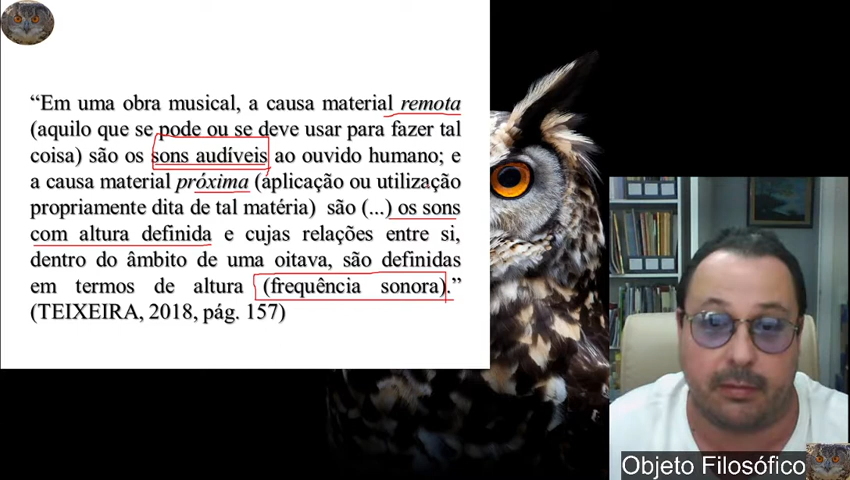 “Em uma obra musical, a causa material remota
(aquilo que se pode ou se deve usar para fazer tal
coisa) são os sons audíveis ao ouvido humano; e
a causa material próxima (aplicação ou utilização
propriamente dita de tal matéria) são (...) os sons
com altura definida e cujas relações entre si,
dentro do âmbito de uma oitava, são definidas
em termos de altura (frequência sonora).”
(TEIXEIRA, 2018, pág. 157)
Objeto Filosófico